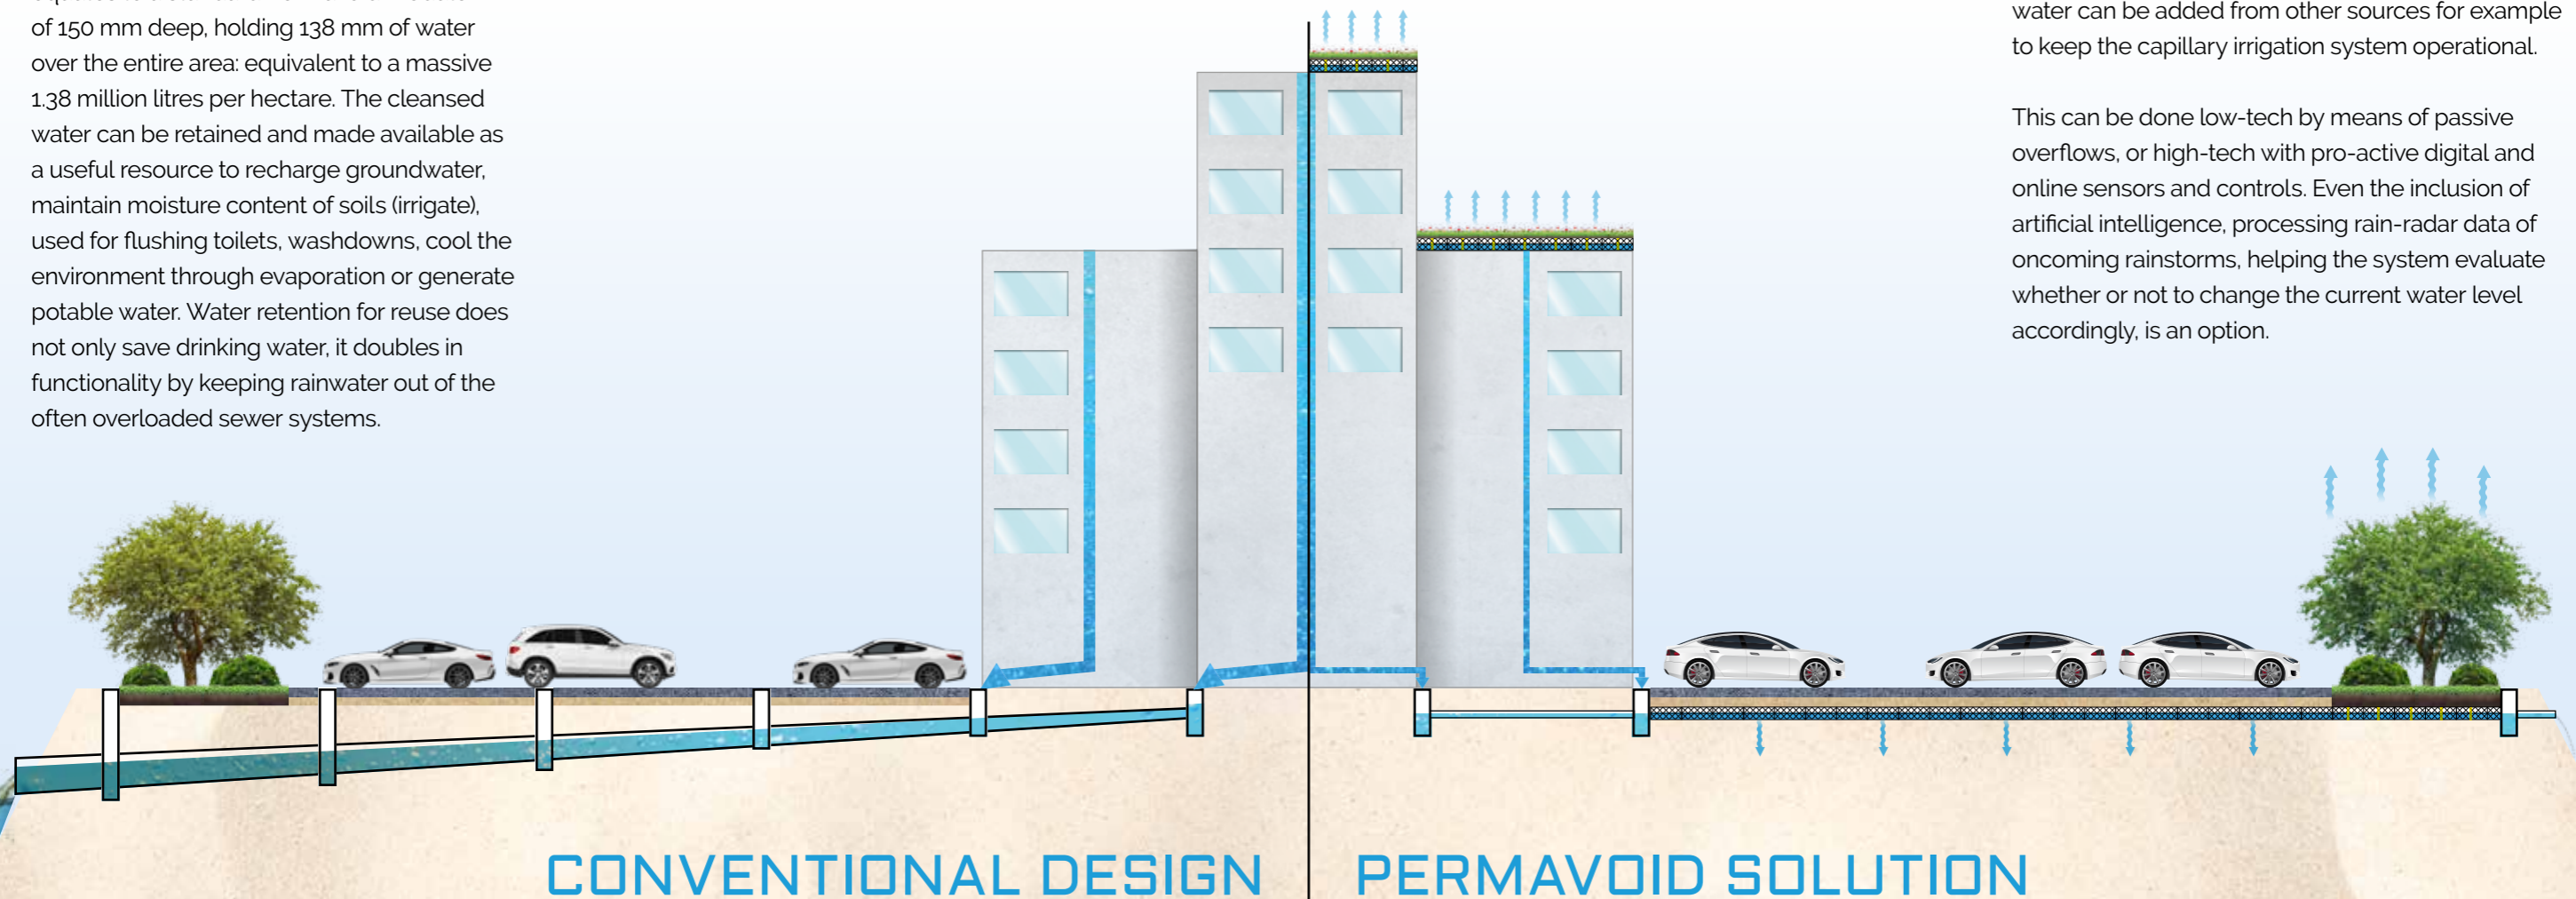 of 150 mm deep, holding 138 mm of water
over the entire area: equivalent to a massive
1.38 million litres per hectare. The cleansed
water can be retained and made available as
a useful resource to recharge groundwater,
maintain moisture content of soils (irrigate),
used for flushing toilets, washdowns, cool the
environment through evaporation or generate
potable water. Water retention for reuse does
not only save drinking water, it doubles in
functionality by keeping rainwater out of the
often overloaded sewer systems.
water can be added from other sources for example
to keep the capillary irrigation system operational.
This can be done low-tech by means of passive
overflows, or high-tech with pro-active digital and
online sensors and controls. Even the inclusion of
artificial intelligence, processing rain-radar data of
oncoming rainstorms, helping the system evaluate
whether or not to change the current water level
accordingly, is an option.
CONVENTIONAL DESIGN
PERMAVOID SOLUTION